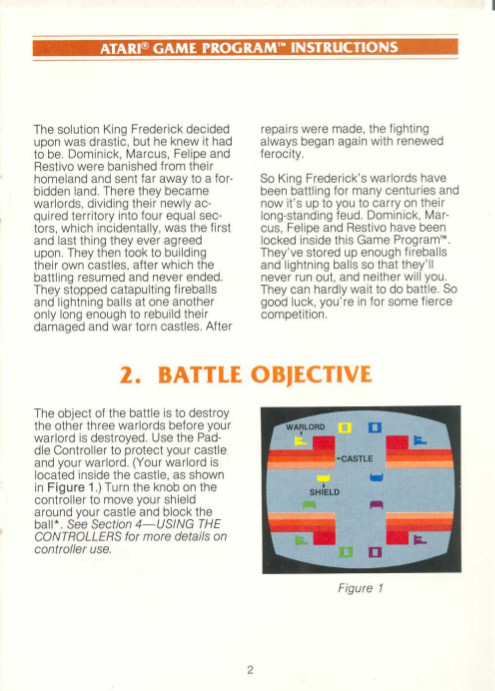 ATARI® GAME PROGRAM™ INSTRUCTIONS
The solution King Frederick decided
upon was drastic, but he knew it had
to be. Dominick, Marcus, Felipe and
Restivo were banished from their
homeland and sent far away to a for-
bidden land. There they became
warlords, dividing their newly ac-
quired territory into four equal sec-
tors, which incidentally, was the first
and last thing they ever agreed
upon. They then took to building
their own castles, after which the
battling resumed and never ended.
They stopped catapulting fireballs
and lightning balls at one another
only long enough to rebuild their
damaged and war torn castles. After
repairs were made, the fighting
always began again with renewed
ferocity.
So King Frederick's warlords have
been battling for many centuries and
now it's up to you to carry on their
long-standing feud. Dominick, Mar-
cus, Felipe and Restivo have been
locked inside this Game Program™.
They've stored up enough fireballs
and lightning balls so that they'll
never run out, and neither will you.
They can hardly wait to do battle. So
good luck, you're in for some fierce
competition.
2. BATTLE OBJECTIVE
The object of the battle is to destroy
the other three warlords before your
warlord is destroyed. Use the Pad-
dle Controller to protect your castle
and your warlord. (Your warlord is
located inside the castle, as shown
in Figure 1.) Turn the knob on the
controller to move your shield
around your castle and block the
ball*. See Section 4—USING THE
CONTROLLERS for more details on
controller use.
WARLORD
CASTLE
SHIELD
Figure 1
2